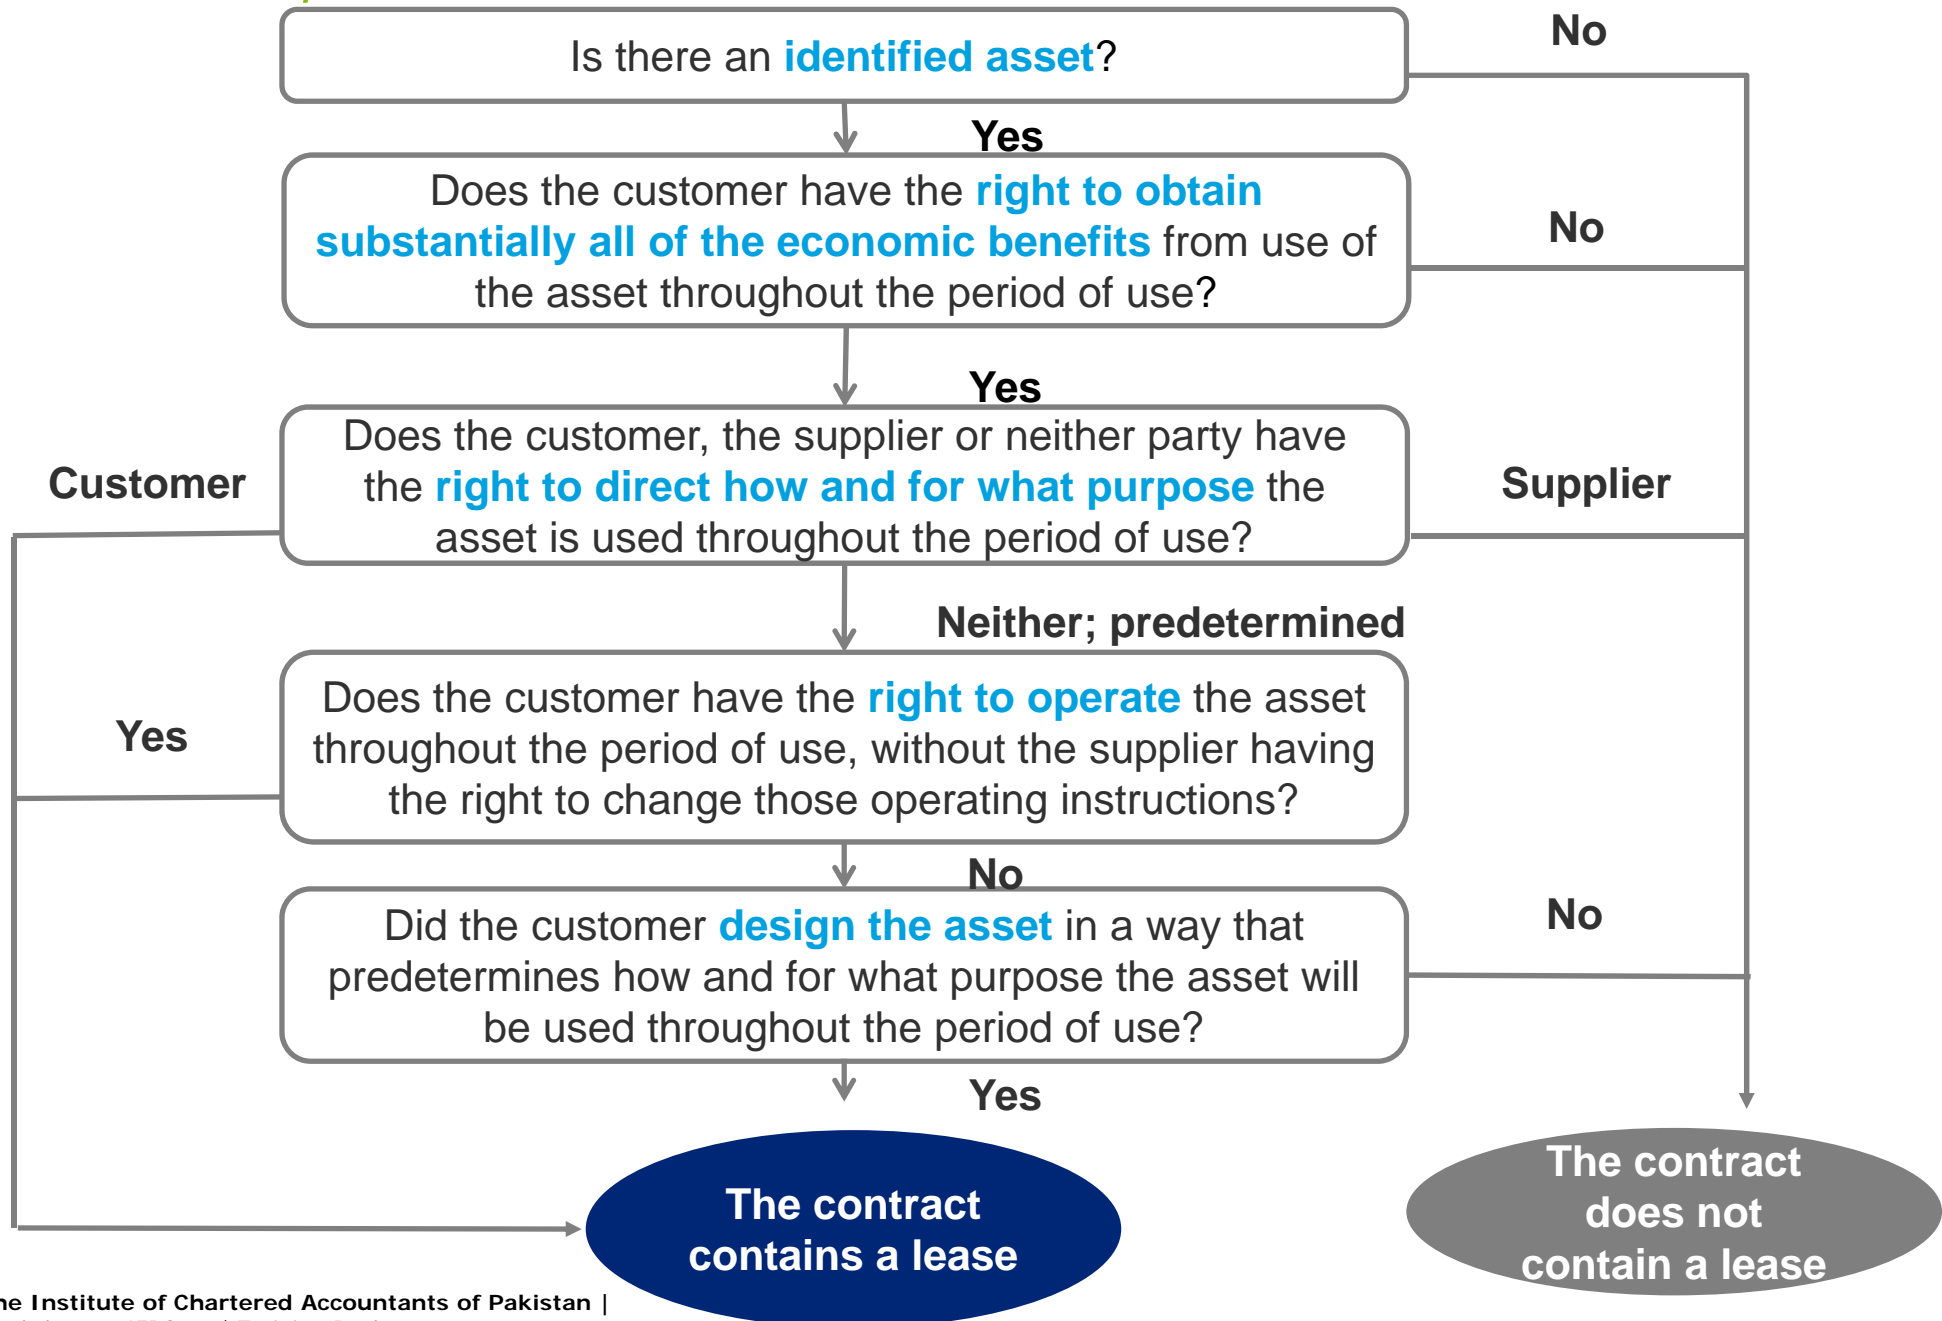 Is there an identified asset?
No
Yes
Does the customer have the right to obtain
substantially all of the economic benefits from use of
the asset throughout the period of use?
No
Yes
Does the customer, the supplier or neither party have
the right to direct how and for what purpose the
asset is used throughout the period of use?
Customer
Supplier
Neither; predetermined
Does the customer have the right to operate the asset
throughout the period of use, without the supplier having
the right to change those operating instructions?
Yes
No
Did the customer design the asset in a way that
predetermines how and for what purpose the asset will
be used throughout the period of use?
No
Yes
The contract
contains a lease
The contract
does not
contain a lease
he Institute of Chartered Accountants of Pakistan |